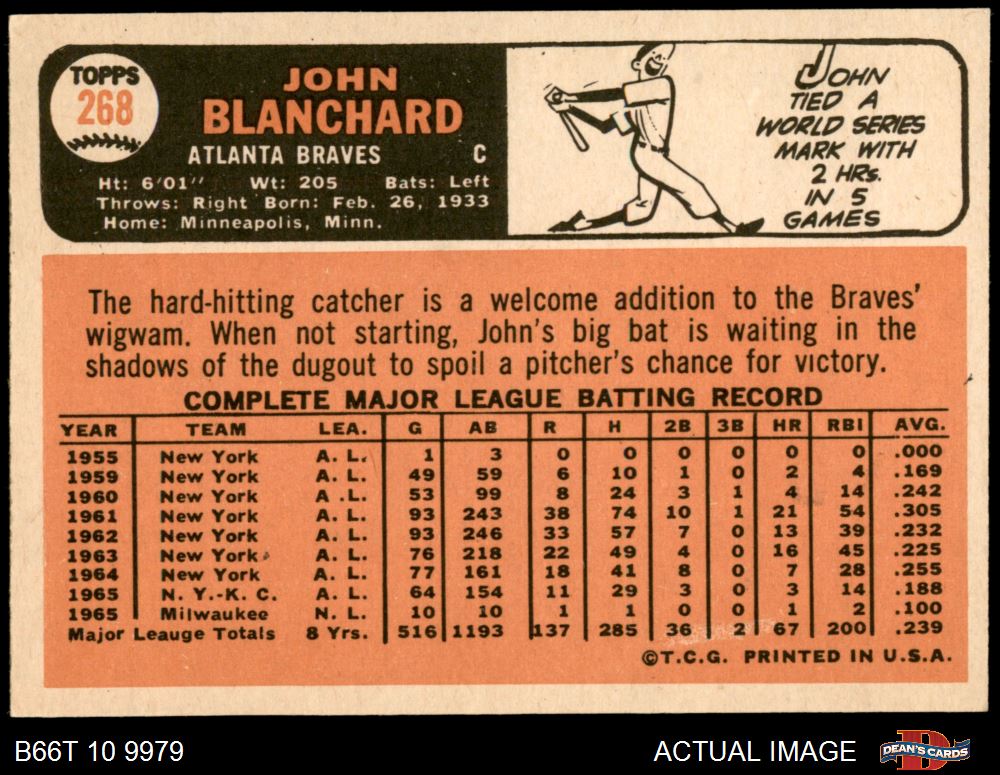 TOPPS
268
JOHN
BLANCHARD
ATLANTA BRAVES C
Ht: 6'01" Wt: 205 Bats: Left
Throws: Right Born: Feb. 26, 1933
Home: Minneapolis, Minn.
JOHN
TIED A
WORLD SERIES
MARK WITH
2 HRs.
IN 5
GAMES
The hard-hitting catcher is a welcome addition to the Braves'
wigwam. When not starting, John's big bat is waiting in the
shadows of the dugout to spoil a pitcher's chance for victory.
COMPLETE MAJOR LEAGUE BATTING RECORD
YEAR TEAM LEA. G AB R H 2B 3B HR RBI AVG.
1955 New York A. L. 1 3 0 0 0 0 0 0 .000
1959 New York A. L. 49 59 6 10 1 0 2 4 .169
1960 New York A .L. 53 99 8 24 3 1 4 14 .242
1961 New York A. L. 93 243 38 74 10 1 21 54 .305
1962 New York A. L. 93 246 33 57 7 0 13 39 .232
1963 New York A. L. 76 218 22 49 4 0 16 45 .225
1964 New York A. L. 77 161 18 41 8 0 7 28 .255
1965 N. Y.-K. C. A. L. 64 154 11 29 3 0 3 14 .188
1965 Milwaukee N. L. 10 10 1 1 0 0 1 2 .100
Major Leauge Totals 8 Yrs. 516 1193 137 285 36 2 67 200 .239
©T.C.G. PRINTED IN U.S.A.
B66T 10 9979 ACTUAL IMAGE DEAN'S CARDS